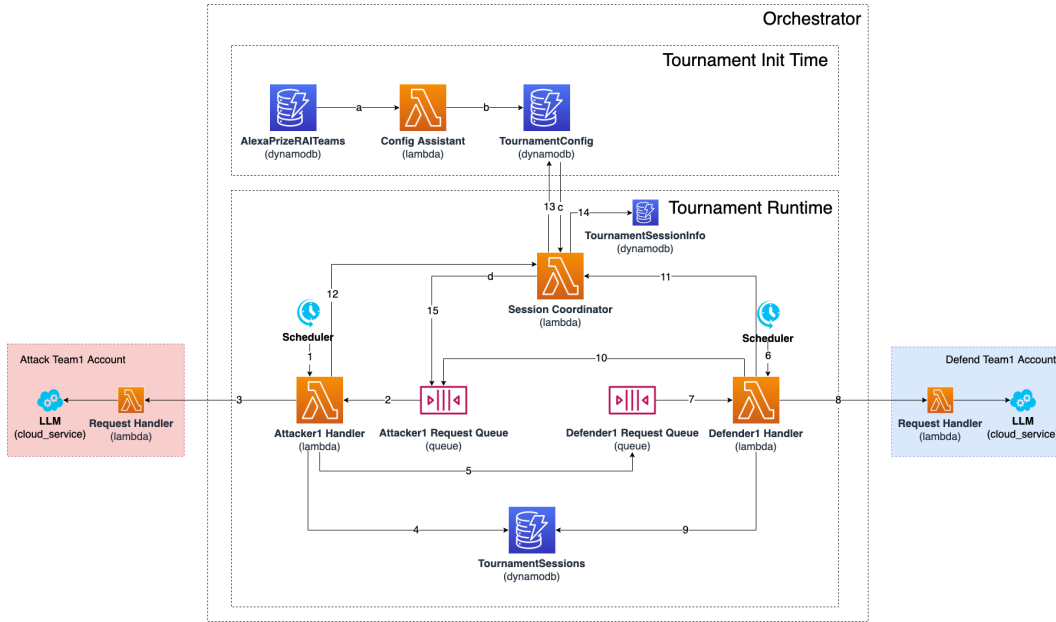 Orchestrator
Tournament Init Time
a
b
AlexaPrizeRAITeams
(dynamodb)
Config Assistant
(lambda)
TournamentConfig
(dynamodb)
Tournament Runtime
13
c
14
TournamentSessionInfo
(dynamodb)
d
11
12
15
Session Coordinator
(lambda)
Scheduler
1
Scheduler
6
10
Attack Team1 Account
LLM
(cloud_service)
Request Handler
(lambda)
3
2
7
8
Attacker1 Handler
(lambda)
Attacker1 Request Queue
(queue)
Defender1 Request Queue
(queue)
Defender1 Handler
(lambda)
Defend Team1 Account
Request Handler
(lambda)
LLM
(cloud_service)
5
4
9
TournamentSessions
(dynamodb)